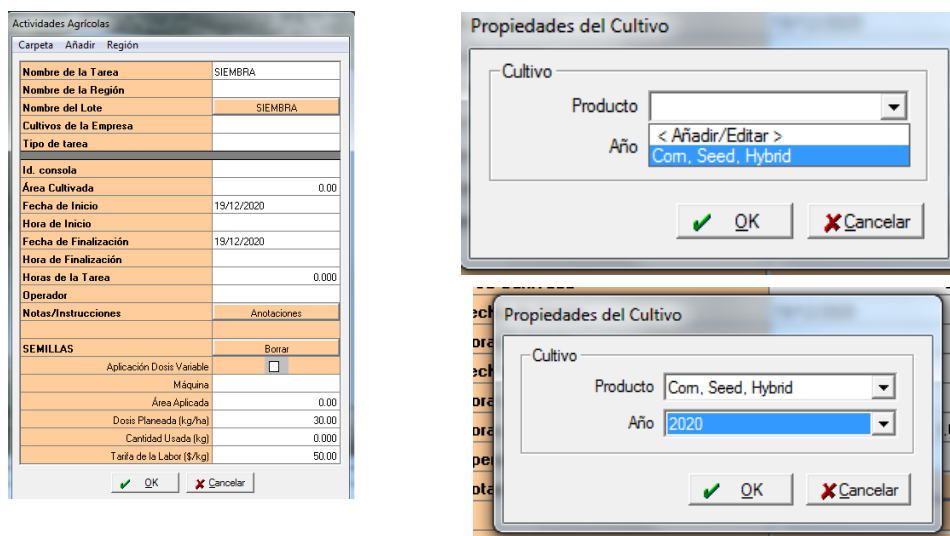 Actividades Agrícolas
Carpeta Añadir Región
Nombre de la Tarea SIEMBRA
Nombre de la Región
Nombre del Lote SIEMBRA
Cultivos de la Empresa
Tipo de tarea
Id. consola
Área Cultivada 0.00
Fecha de Inicio 19/12/2020
Hora de Inicio
Fecha de Finalización 19/12/2020
Hora de Finalización
Horas de la Tarea 0.000
Operador
Notas/Instrucciones Anotaciones
SEMILLAS Borrar
Aplicación Dosis Variable
Máquina
Área Aplicada 0.00
Dosis Planeada (kg/ha) 30.00
Cantidad Usada (kg) 0.000
Tarifa de la Labor ($/kg) 50.00
OK Cancelar
Propiedades del Cultivo
Cultivo
Producto
< Añadir/Editar >
Año
Corn, Seed, Hybrid
OK Cancelar
Propiedades del Cultivo
Cultivo
Producto Corn, Seed, Hybrid
Año 2020
OK Cancelar